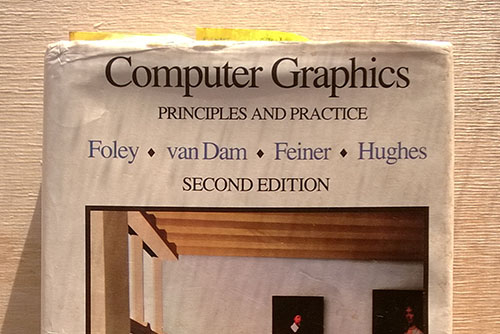 Computer Graphics
PRINCIPLES AND PRACTICE
Foley ♦ van Dam ♦ Feiner ♦ Hughes
SECOND EDITION